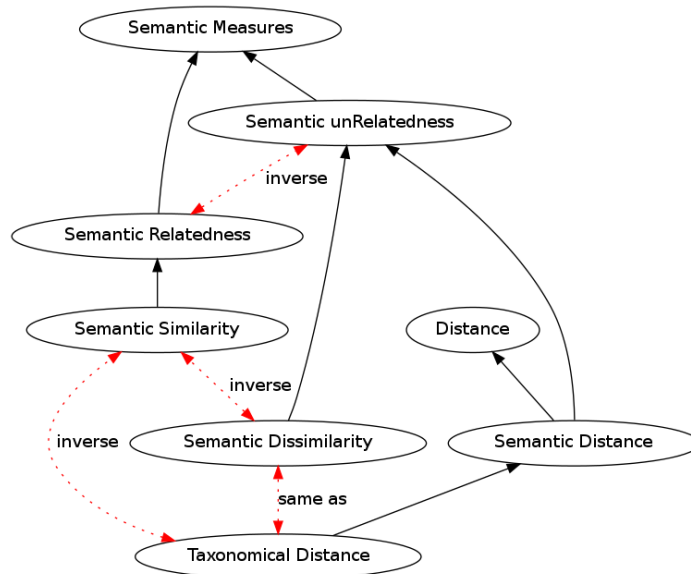 Semantic Measures
Semantic unRelatedness
inverse
Semantic Relatedness
Semantic Similarity
Distance
inverse
inverse
Semantic Dissimilarity
Semantic Distance
same as
Taxonomical Distance